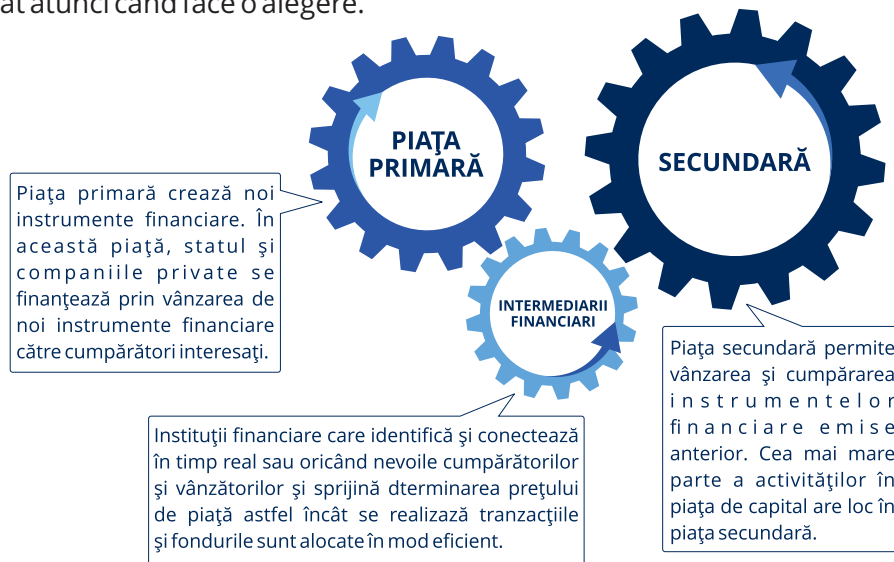 at atunci când face o alegere.
PIAŢA
PRIMARĂ
SECUNDARĂ
Piaţa primară crează noi
instrumente financiare. În
această piaţă, statul şi
companiile private se
finanţează prin vânzarea de
noi instrumente financiare
către cumpărători interesaţi.
INTERMEDIARII
FINANCIARI
Piaţa secundară permite
vânzarea şi cumpărarea
instrumentelor
financiare emise
anterior. Cea mai mare
parte a activităţilor în
piaţa de capital are loc în
piaţa secundară.
Instituţii financiare care identifică şi conectează
în timp real sau oricând nevoile cumpărătorilor
şi vânzătorilor şi sprijină dterminarea preţului
de piaţă astfel încât se realizază tranzacţiile
şi fondurile sunt alocate în mod eficient.